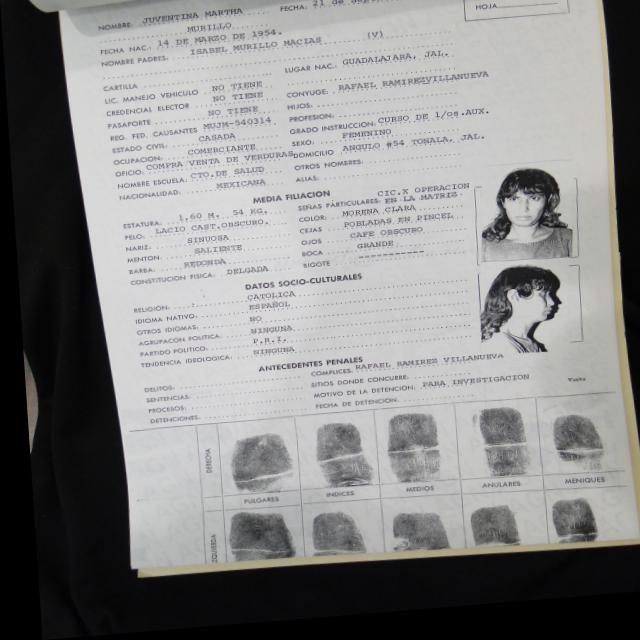 NOMBRE: JUVENTINA MARTHA FECHA: 21 de
MURILLO
HOJA
FECHA NAC.: 14 DE MARZO DE 1954.
NOMBRE PADRES: ISABEL MURILLO MACIAS (V)
CARTILLA LUGAR NAC.: GUADALAJARA, JAL.
LIC. MANEJO VEHICULO NO TIENE
CREDENCIAL ELECTOR NO TIENE CONYUGE: RAFAEL RAMIREZVILLANUEVA
PASAPORTE NO TIENE HIJOS:
REG. FED. CAUSANTES MUJM-540314 PROFESION:
ESTADO CIVIL: CASADA GRADO INSTRUCCION: CURSO DE 1/os.AUX.
OCUPACION: COMERCIANTE SEXO: FEMENINO
OFICIO: COMPRA VENTA DE VERDURAS DOMICILIO ANGULO #54 TONALA, JAL.
NOMBRE ESCUELA: CTO.DE SALUD OTROS NOMBRES:
NACIONALIDAD: MEXICANA ALIAS:
MEDIA FILIACION
ESTATURA: 1,60 M. 54 KG. SEÑAS PARTICULARES: CIC.X OPERACION EN LA MATRIZ
PELO: LACIO CAST.OBSCURO. COLOR: MORENA CLARA
NARIZ: SINUOSA CEJAS POBLADAS EN PINCEL
MENTON: SALIENTE OJOS CAFE OBSCURO
BARBA: REDONDA BOCA GRANDE
CONSTITUCION FISICA: DELGADA BIGOTE -----------
DATOS SOCIO-CULTURALES
RELIGION: CATOLICA
IDIOMA NATIVO: ESPAÑOL
OTROS IDIOMAS: NO
AGRUPACION POLITICA: NINGUNA
PARTIDO POLITICO: P.R.I.
TENDENCIA IDEOLOGICA: NINGUNA
ANTECEDENTES PENALES
DELITOS: COMPLICES: RAFAEL RAMIREZ VILLANUEVA
SENTENCIAS: SITIOS DONDE CONCURRE:
PROCESOS: MOTIVO DE LA DETENCION: PARA INVESTIGACION
DETENCIONES: FECHA DE DETENCION: Vuelta
DERECHA
PULGARES INDICES MEDIOS ANULARES MENIQUES